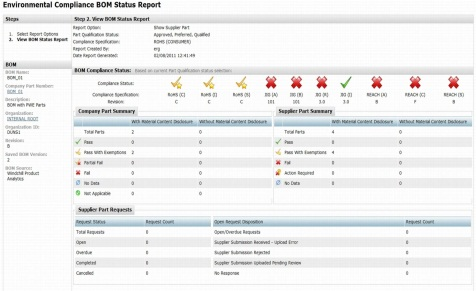 Environmental Compliance BOM Status Report
Steps
1. Select Report Options
2. View BOM Status Report
BOM
BOM Name:
BOM_01
Company Part Number:
BOM_01
Description:
BOM with PWE Parts
Organization:
INTERNAL ROOT
Organization ID:
DUNS1
Revision:
B
Saved BOM Version:
2
BOM Source:
Windchill Product
Analytics
Step 2. View BOM Status Report
Report Option: Show Supplier Part
Part Qualification Status: Approved, Preferred, Qualified
Compliance Specification: ROHS (CONSUMER)
Report Created By: erg
Date Report Generated: 02/08/2011 12:41:49
BOM Compliance Status: Based on current Part Qualification status selections
Compliance Status:
Compliance Specification: RoHS (C) RoHS (I) RoHS (S) JIG (A) JIG (B) JIG (R) JIG (I) REACH (A) REACH (C) REACH (S)
Revision: C C C 101 101 3.0 3.0 B F B
Company Part Summary
With Material Content Disclosure Without Material Content Disclosure
Total Parts 2 0
Pass 0 0
Pass With Exemptions 2 0
Partial Fail 0 0
Fail 0 0
No Data 0 0
Not Applicable 0 0
Supplier Part Summary
With Material Content Disclosure Without Material Content Disclosure
Total Parts 4 0
Pass 0 0
Pass With Exemptions 4 0
Fail 0 0
Action Required 0 0
No Data 0 0
Supplier Part Requests
Request Status Request Count Open Request Disposition Request Count
Total Requests 0 Open/Overdue Requests 0
Open 0 Supplier Submission Received - Upload Error 0
Overdue 0 Supplier Submission Rejected 0
Completed 0 Supplier Submission Uploaded Pending Review 0
Cancelled 0 No Response 0